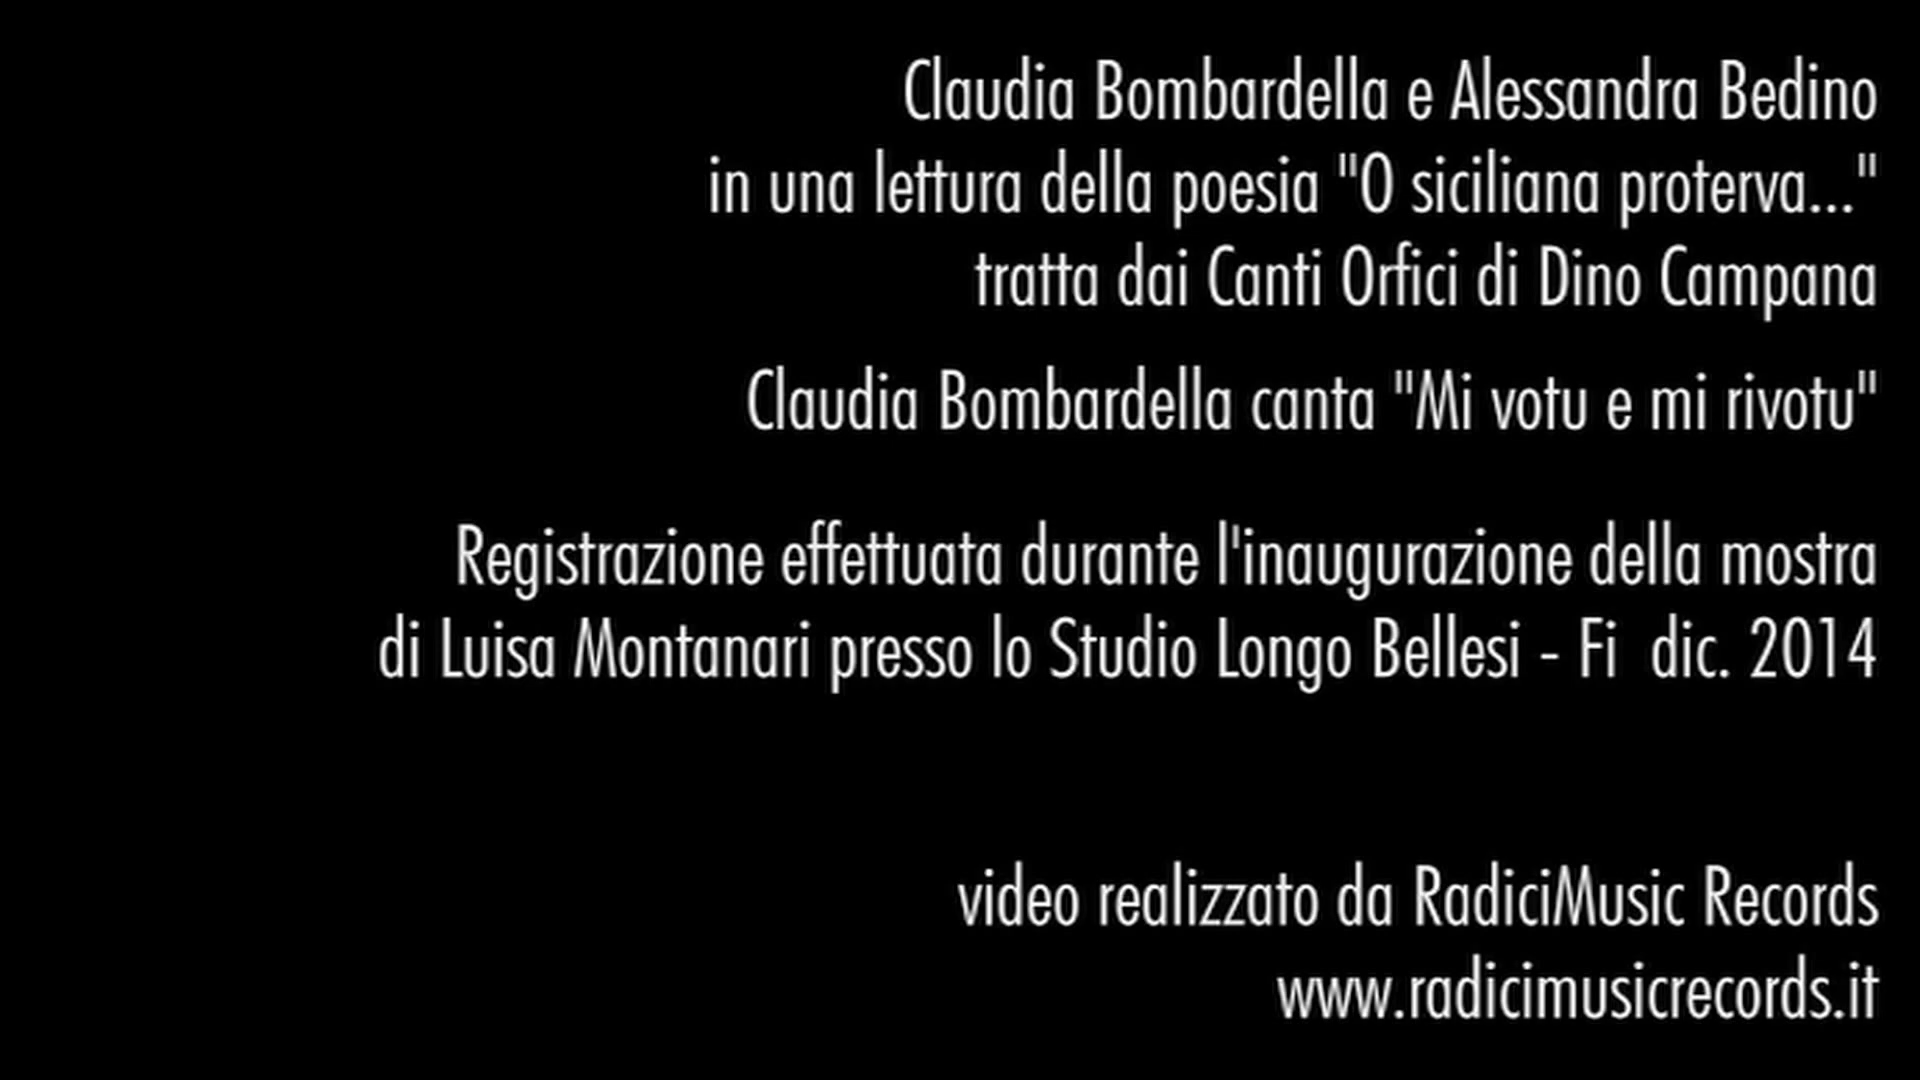 Claudia Bombardella e Alessandra Bedino
in una lettura della poesia "O siciliana proterva..."
tratta dai Canti Orfici di Dino Campana
Claudia Bombardella canta "Mi votu e mi rivotu"
Registrazione effettuata durante l'inaugurazione della mostra
di Luisa Montanari presso lo Studio Longo Bellesi - Fi  dic. 2014
video realizzato da RadiciMusic Records
www.radicimusicrecords.it